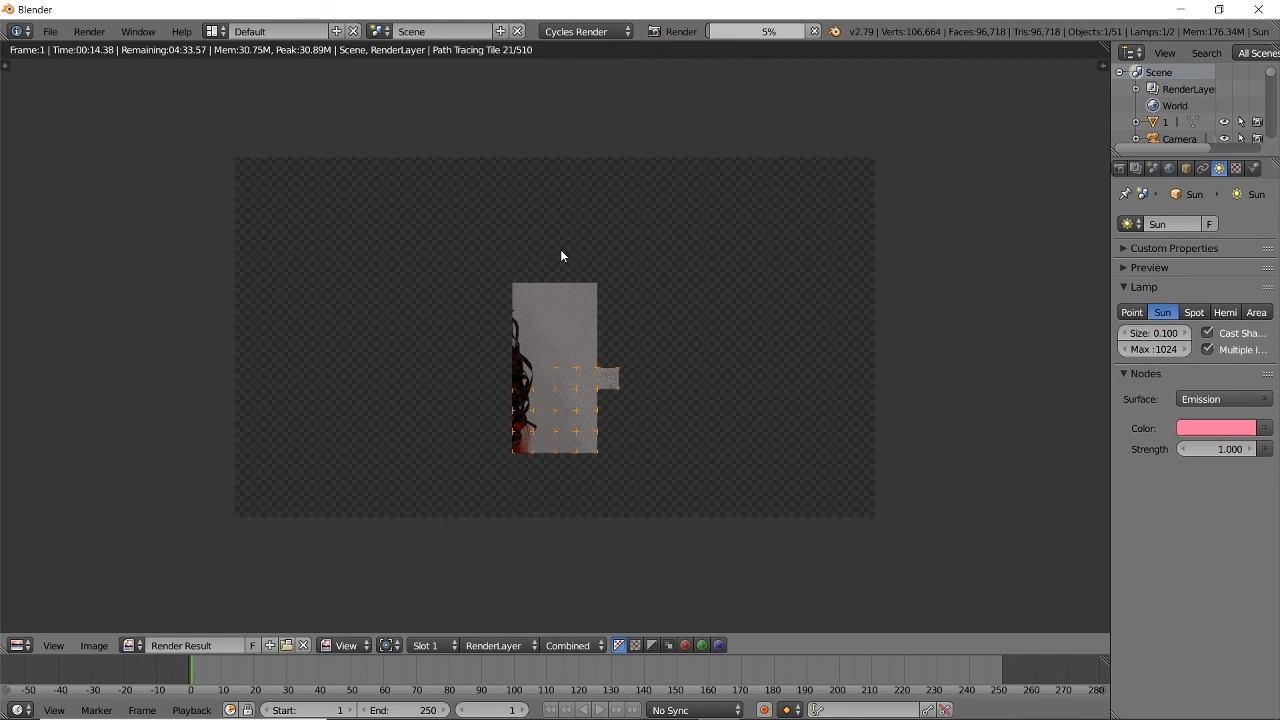 Blender
File Render Window Help Default Scene Cycles Render Render 5% v2.79 | Verts:106,664 | Faces:96,718 | Tris:96,718 | Objects:1/51 | Lamps:1/2 | Mem:176.34M | Sun
Frame:1 | Time:00:14.38 | Remaining:04:33.57 | Mem:30.75M, Peak:30.89M | Scene, RenderLayer | Path Tracing Tile 21/510
View Search All Scenes
Scene
RenderLaye
World
1
Camera
Sun Sun
Sun F
Custom Properties
Preview
Lamp
Point Sun Spot Hemi Area
Size: 0.100 Cast Sha...
Max :1024 Multiple I...
Nodes
Surface: Emission
Color:
Strength 1.000
View Image Render Result F View Slot 1 RenderLayer Combined
-50 -40 -30 -20 -10 0 10 20 30 40 50 60 70 80 90 100 110 120 130 140 150 160 170 180 190 200 210 220 230 240 250 260 270 280
View Marker Frame Playback Start: 1 End: 250 1 No Sync